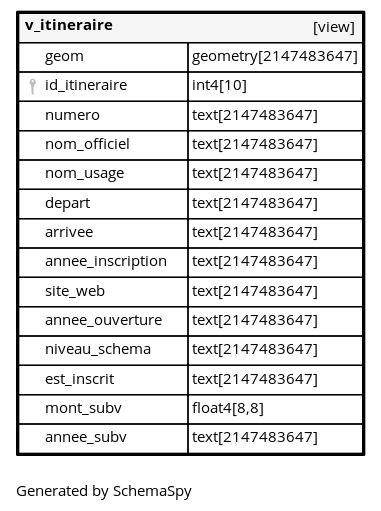 v_itineraire [view]
geom geometry[2147483647]
id_itineraire int4[10]
numero text[2147483647]
nom_officiel text[2147483647]
nom_usage text[2147483647]
depart text[2147483647]
arrivee text[2147483647]
annee_inscription text[2147483647]
site_web text[2147483647]
annee_ouverture text[2147483647]
niveau_schema text[2147483647]
est_inscrit text[2147483647]
mont_subv float4[8,8]
annee_subv text[2147483647]
Generated by SchemaSpy